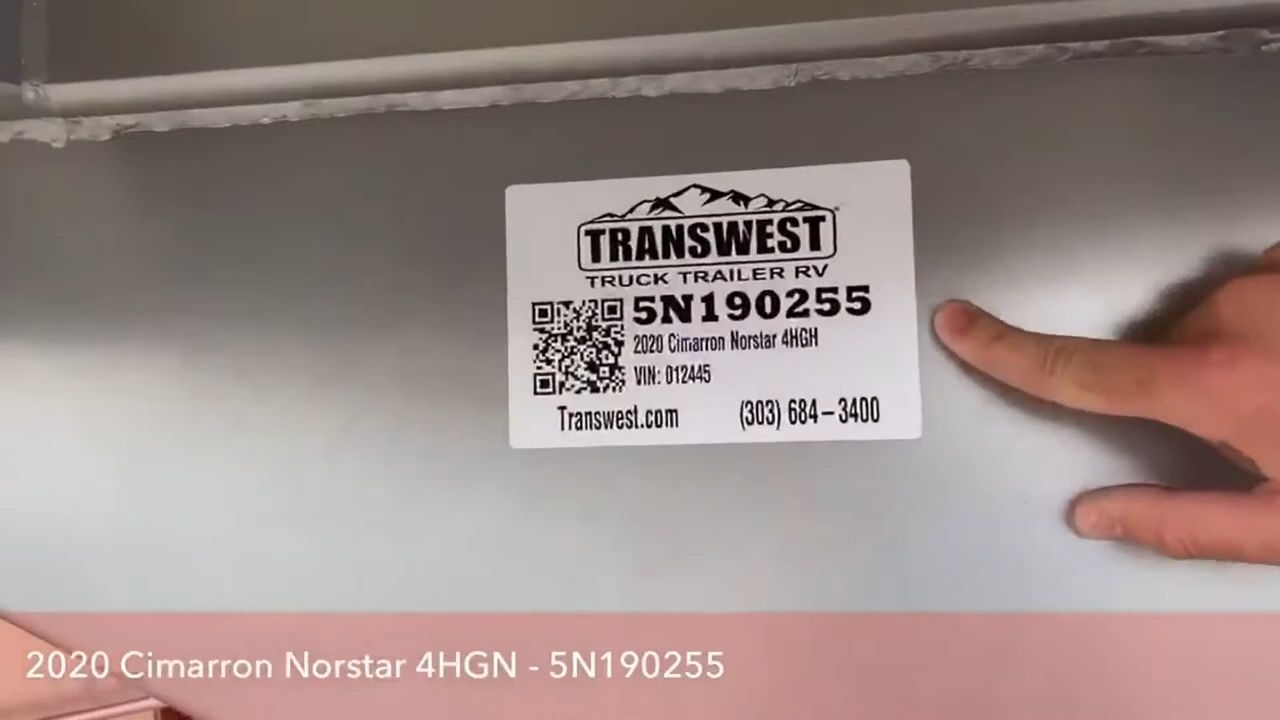 TRANSWEST
TRUCK TRAILER RV
5N190255
2020 Cimarron Norstar 4HGH
VIN: 012445
Transwest.com (303) 684-3400
2020 Cimarron Norstar 4HGN - 5N190255